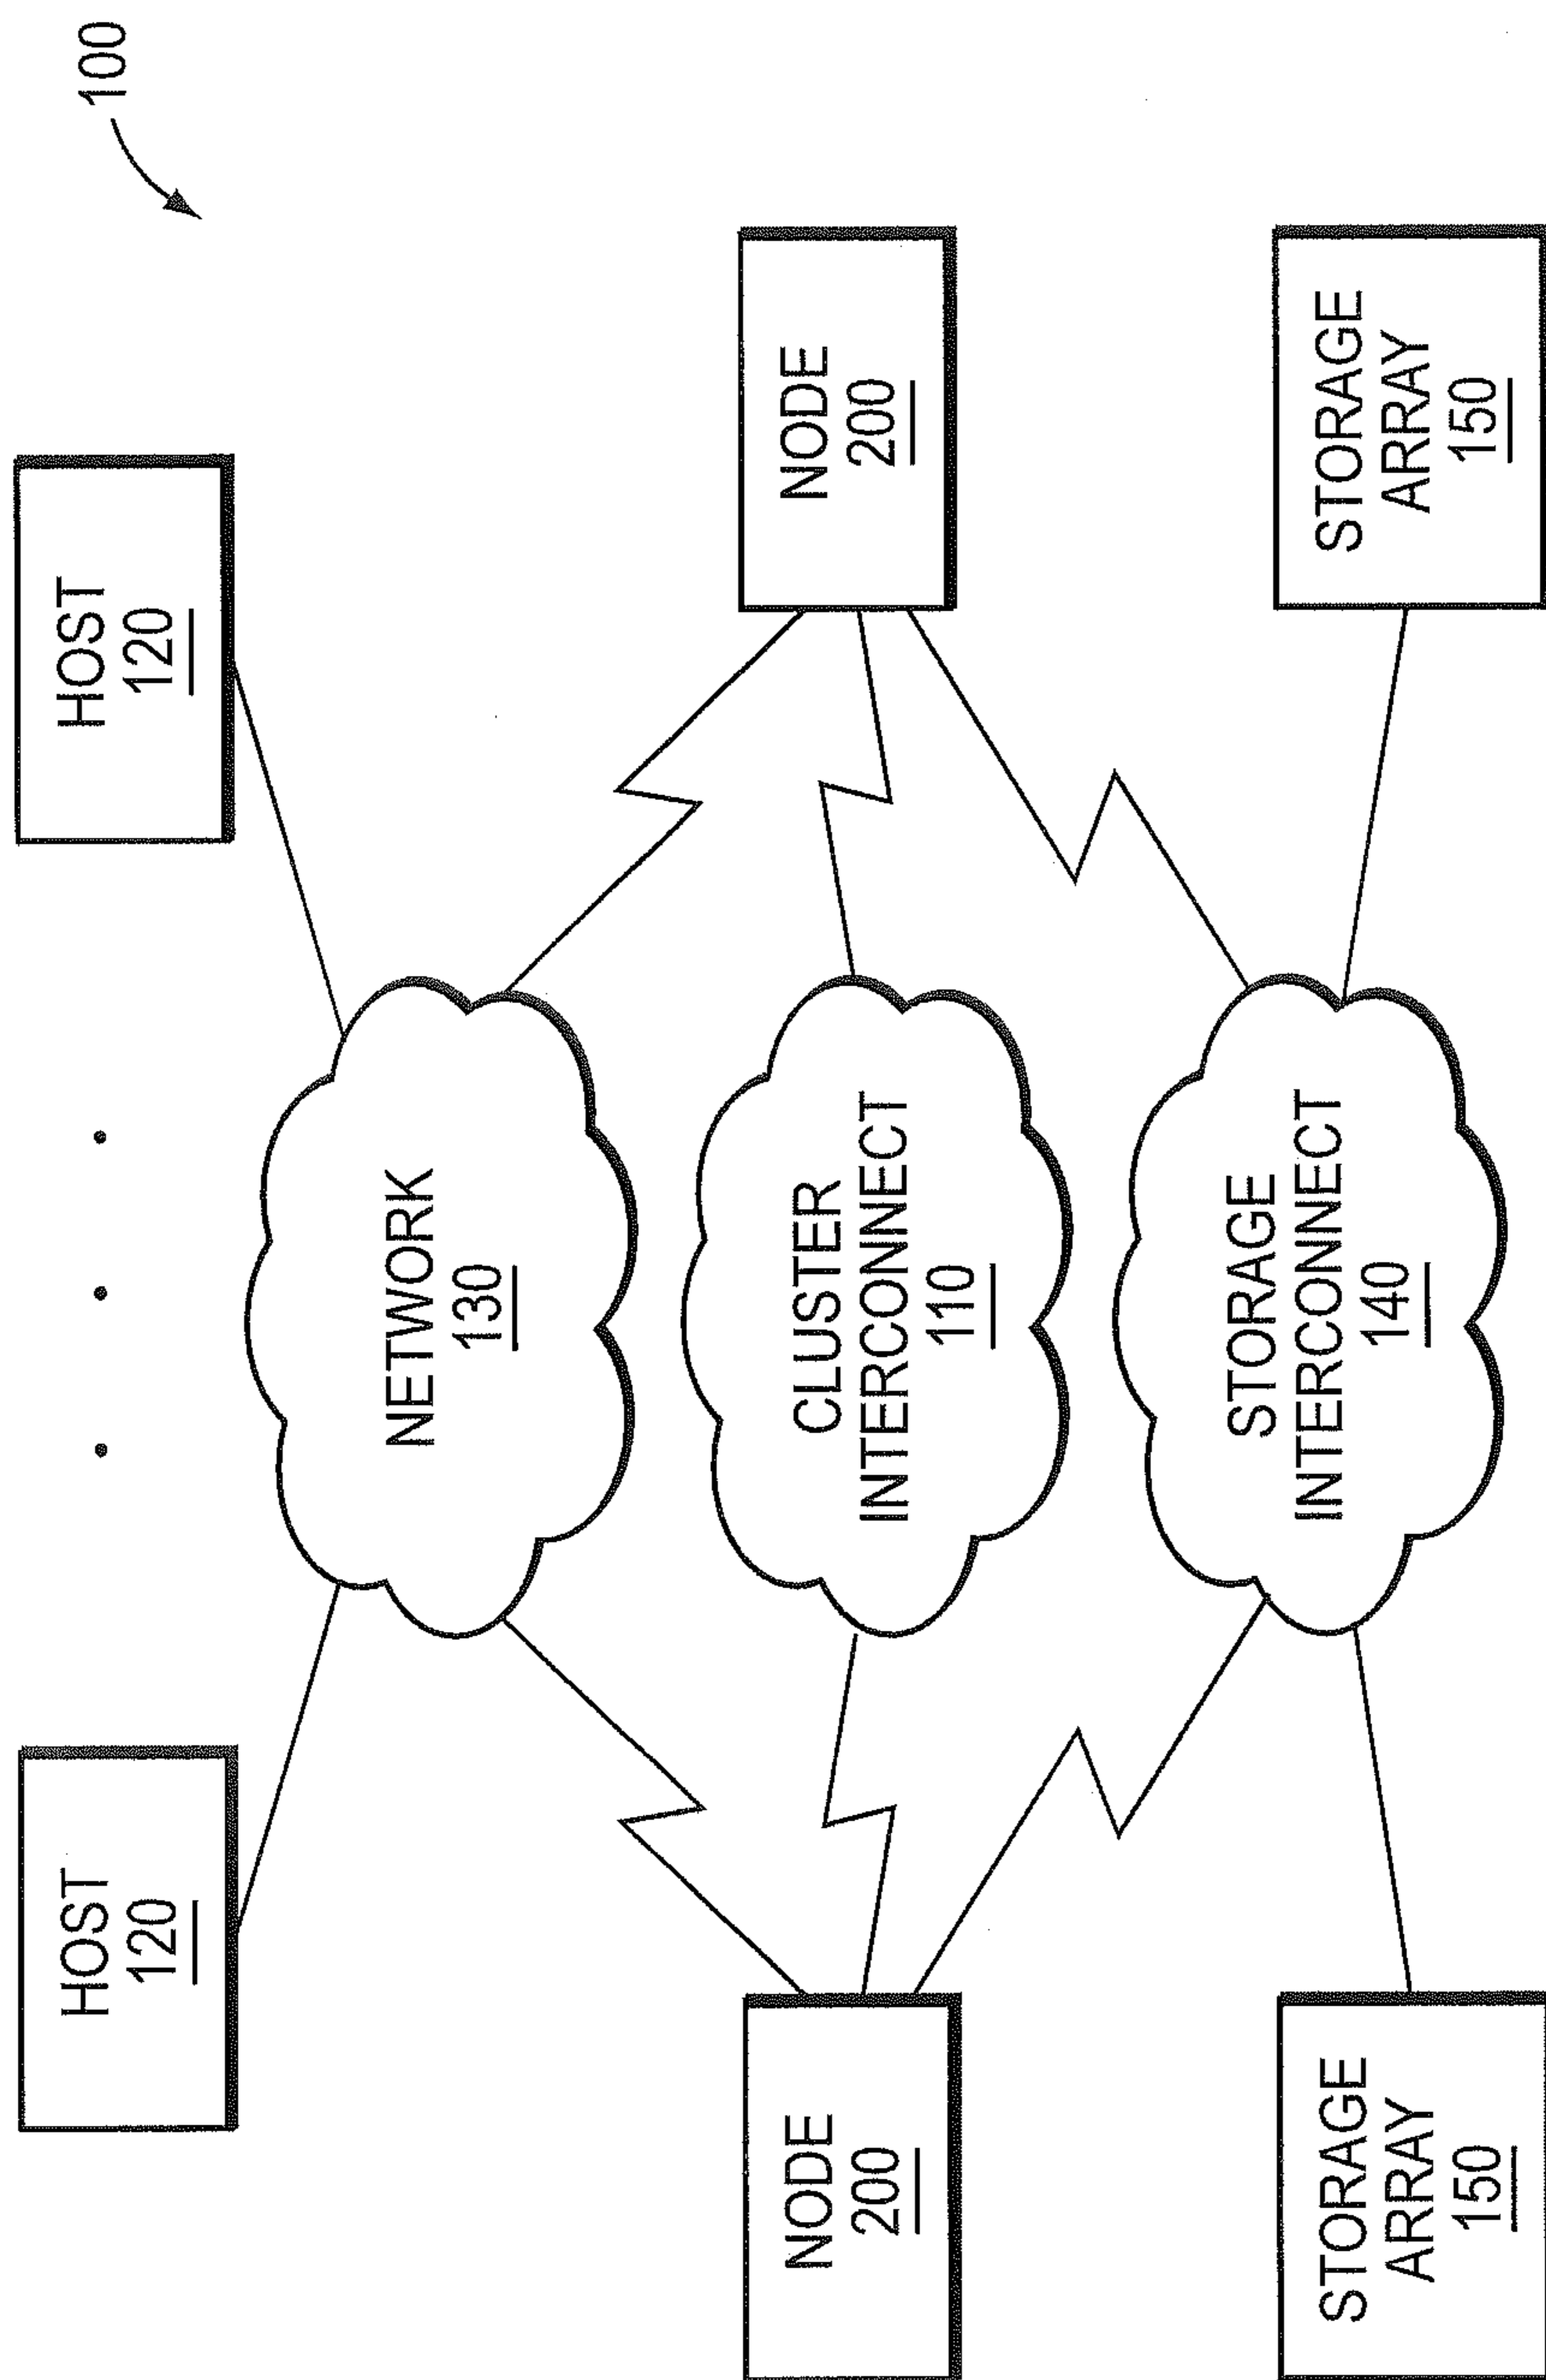 100
HOST
120
HOST
120
NETWORK
130
NODE
200
CLUSTER
INTERCONNECT
110
NODE
200
STORAGE
INTERCONNECT
140
STORAGE
ARRAY
150
STORAGE
ARRAY
150